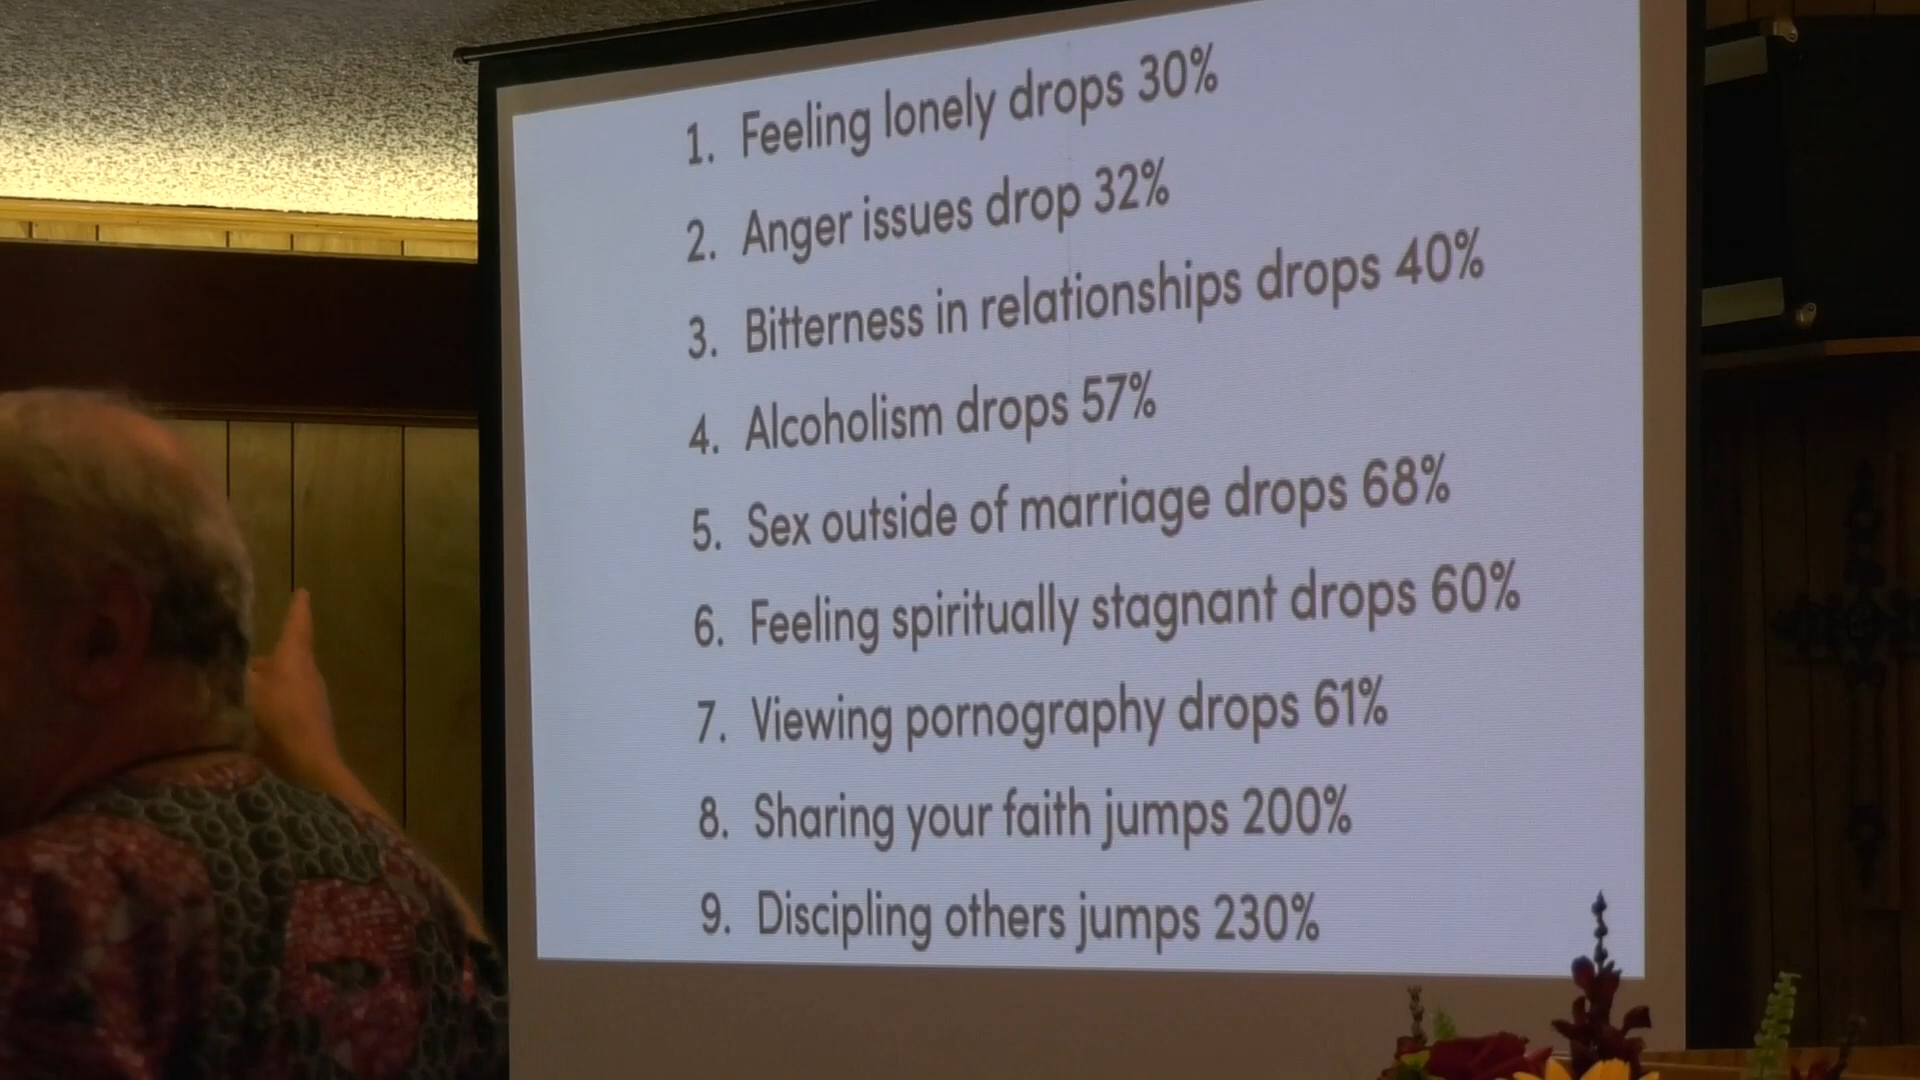 1. Feeling lonely drops 30%
2. Anger issues drop 32%
3. Bitterness in relationships drops 40%
4. Alcoholism drops 57%
5. Sex outside of marriage drops 68%
6. Feeling spiritually stagnant drops 60%
7. Viewing pornography drops 61%
8. Sharing your faith jumps 200%
9. Discipling others jumps 230%